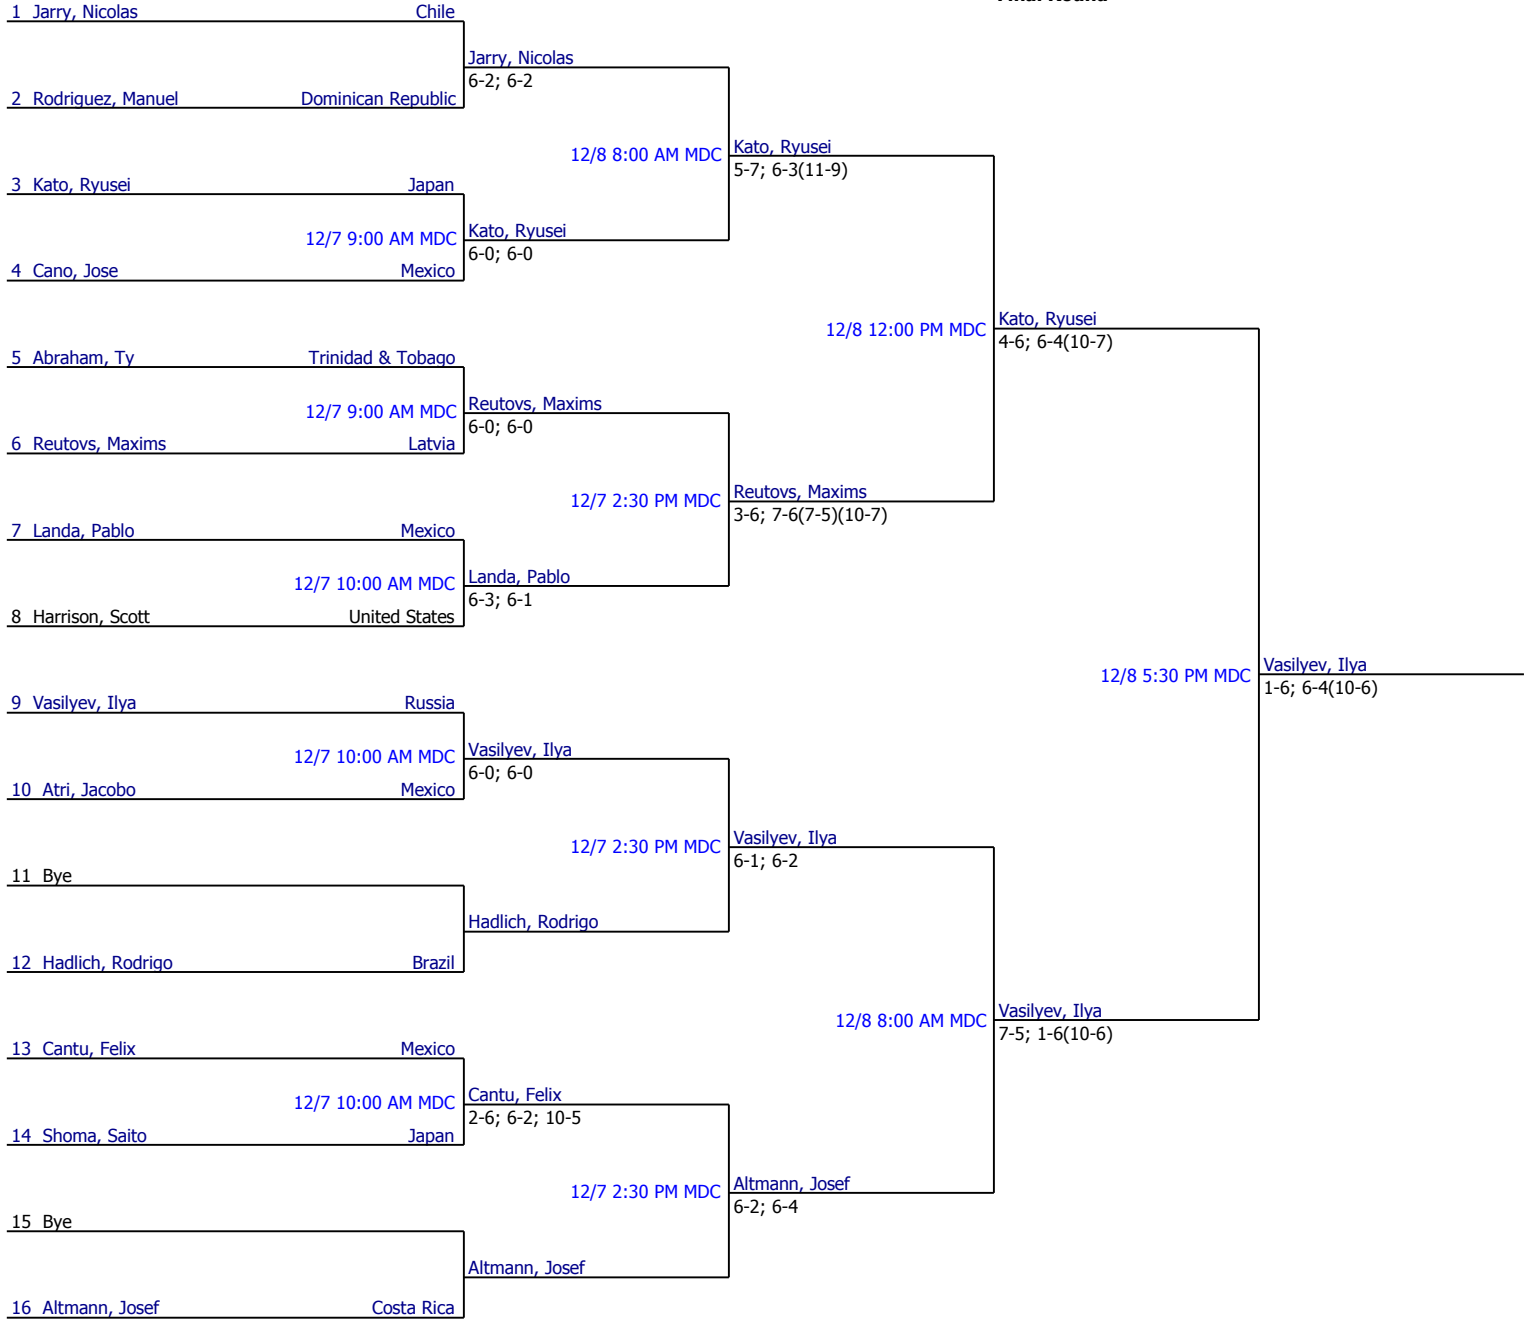 Final Round
1 Jarry, Nicolas Chile
Jarry, Nicolas
6-2; 6-2
2 Rodriguez, Manuel Dominican Republic
12/8 8:00 AM MDC
Kato, Ryusei
5-7; 6-3(11-9)
3 Kato, Ryusei Japan
12/7 9:00 AM MDC
Kato, Ryusei
6-0; 6-0
4 Cano, Jose Mexico
12/8 12:00 PM MDC
Kato, Ryusei
4-6; 6-4(10-7)
5 Abraham, Ty Trinidad & Tobago
12/7 9:00 AM MDC
Reutovs, Maxims
6-0; 6-0
6 Reutovs, Maxims Latvia
12/7 2:30 PM MDC
Reutovs, Maxims
3-6; 7-6(7-5)(10-7)
7 Landa, Pablo Mexico
12/7 10:00 AM MDC
Landa, Pablo
6-3; 6-1
8 Harrison, Scott United States
12/8 5:30 PM MDC
Vasilyev, Ilya
1-6; 6-4(10-6)
9 Vasilyev, Ilya Russia
12/7 10:00 AM MDC
Vasilyev, Ilya
6-0; 6-0
10 Atri, Jacobo Mexico
12/7 2:30 PM MDC
Vasilyev, Ilya
6-1; 6-2
11 Bye
Hadlich, Rodrigo
12 Hadlich, Rodrigo Brazil
12/8 8:00 AM MDC
Vasilyev, Ilya
7-5; 1-6(10-6)
13 Cantu, Felix Mexico
12/7 10:00 AM MDC
Cantu, Felix
2-6; 6-2; 10-5
14 Shoma, Saito Japan
12/7 2:30 PM MDC
Altmann, Josef
6-2; 6-4
15 Bye
Altmann, Josef
16 Altmann, Josef Costa Rica